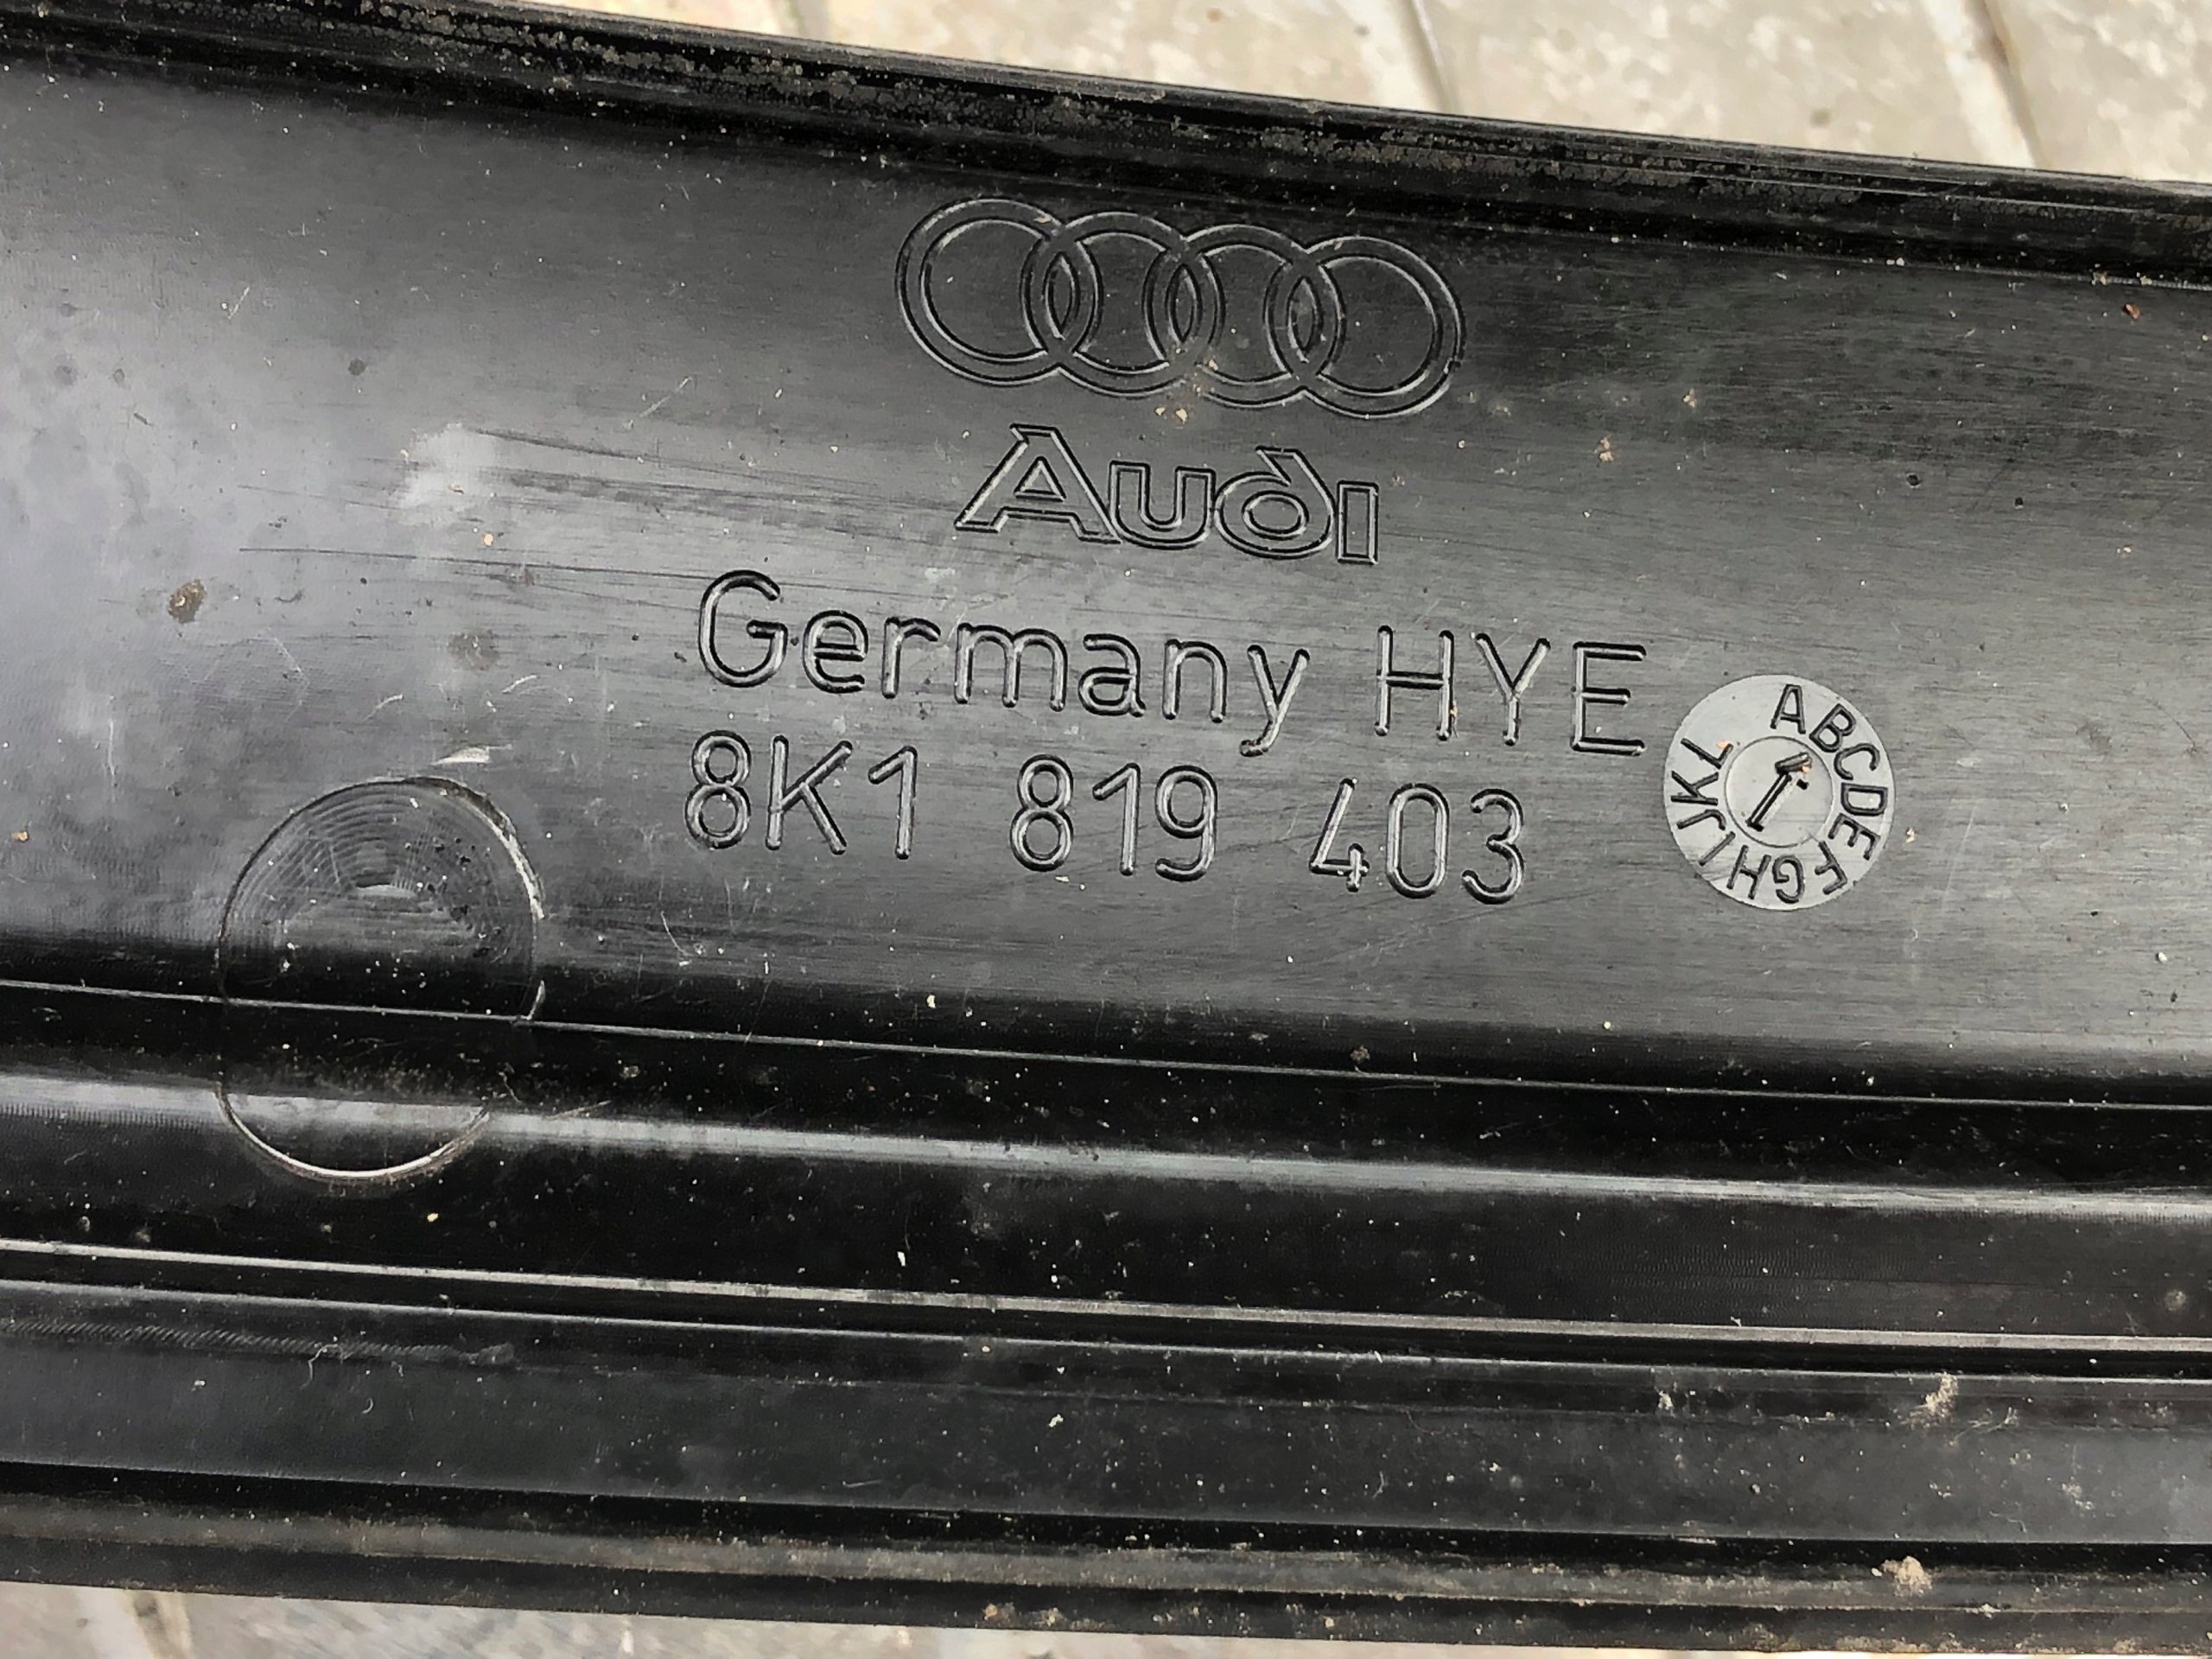 Audi
Germany HYE
8K1 819 403
ABCDEFGHIJKL